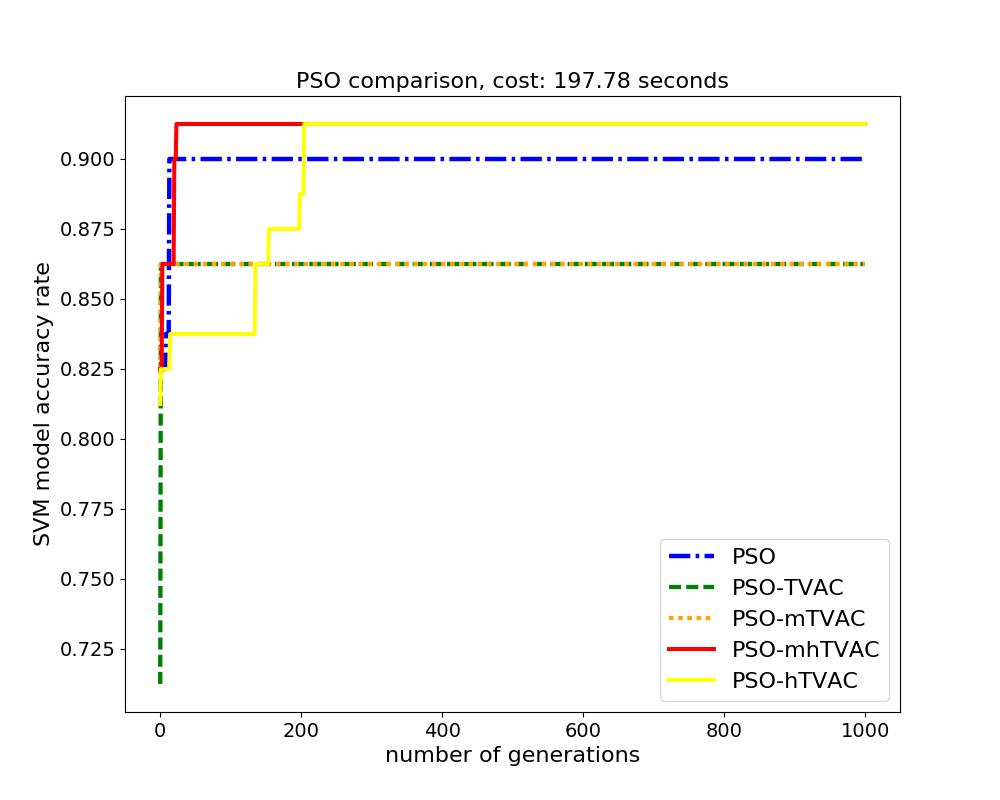 PSO comparison, cost: 197.78 seconds
SVM model accuracy rate
0.900
0.875
0.850
0.825
0.800
0.775
0.750
0.725
PSO
PSO-TVAC
PSO-mTVAC
PSO-mhTVAC
PSO-hTVAC
0 200 400 600 800 1000
number of generations